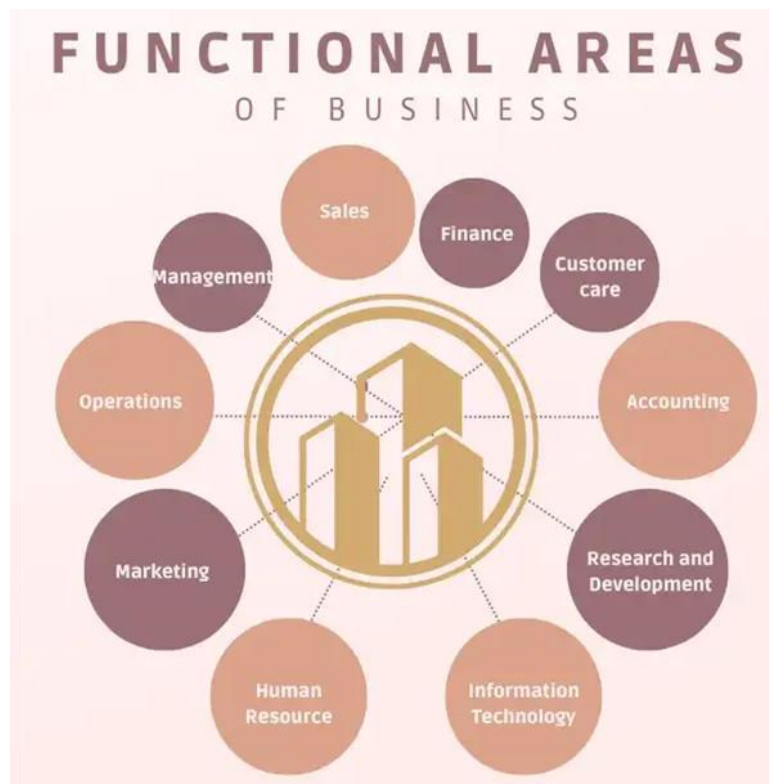 FUNCTIONAL AREAS
OF BUSINESS
Sales
Finance
Customer
care
Management
Operations
Accounting
Marketing
Research and
Development
Human
Resource
Information
Technology